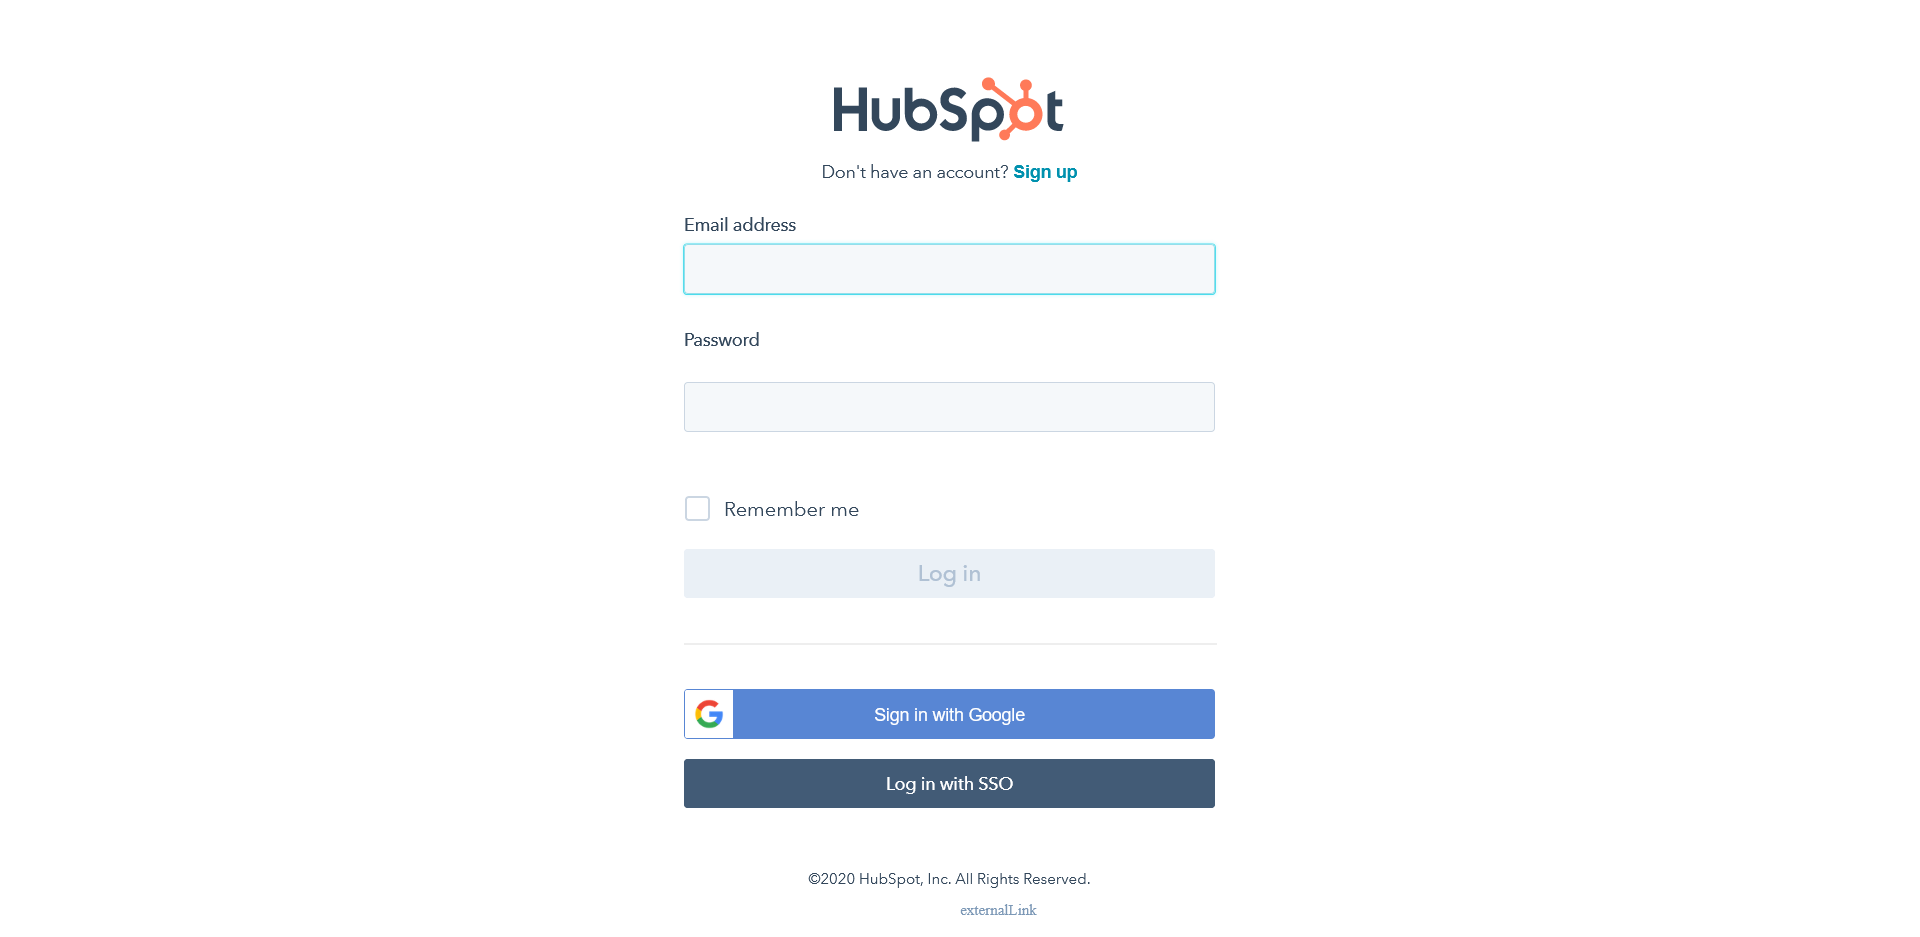 HubSpot
Don't have an account? Sign up
Email address
Password
Remember me
Log in
Sign in with Google
Log in with SSO
©2020 HubSpot, Inc. All Rights Reserved.
externalLink